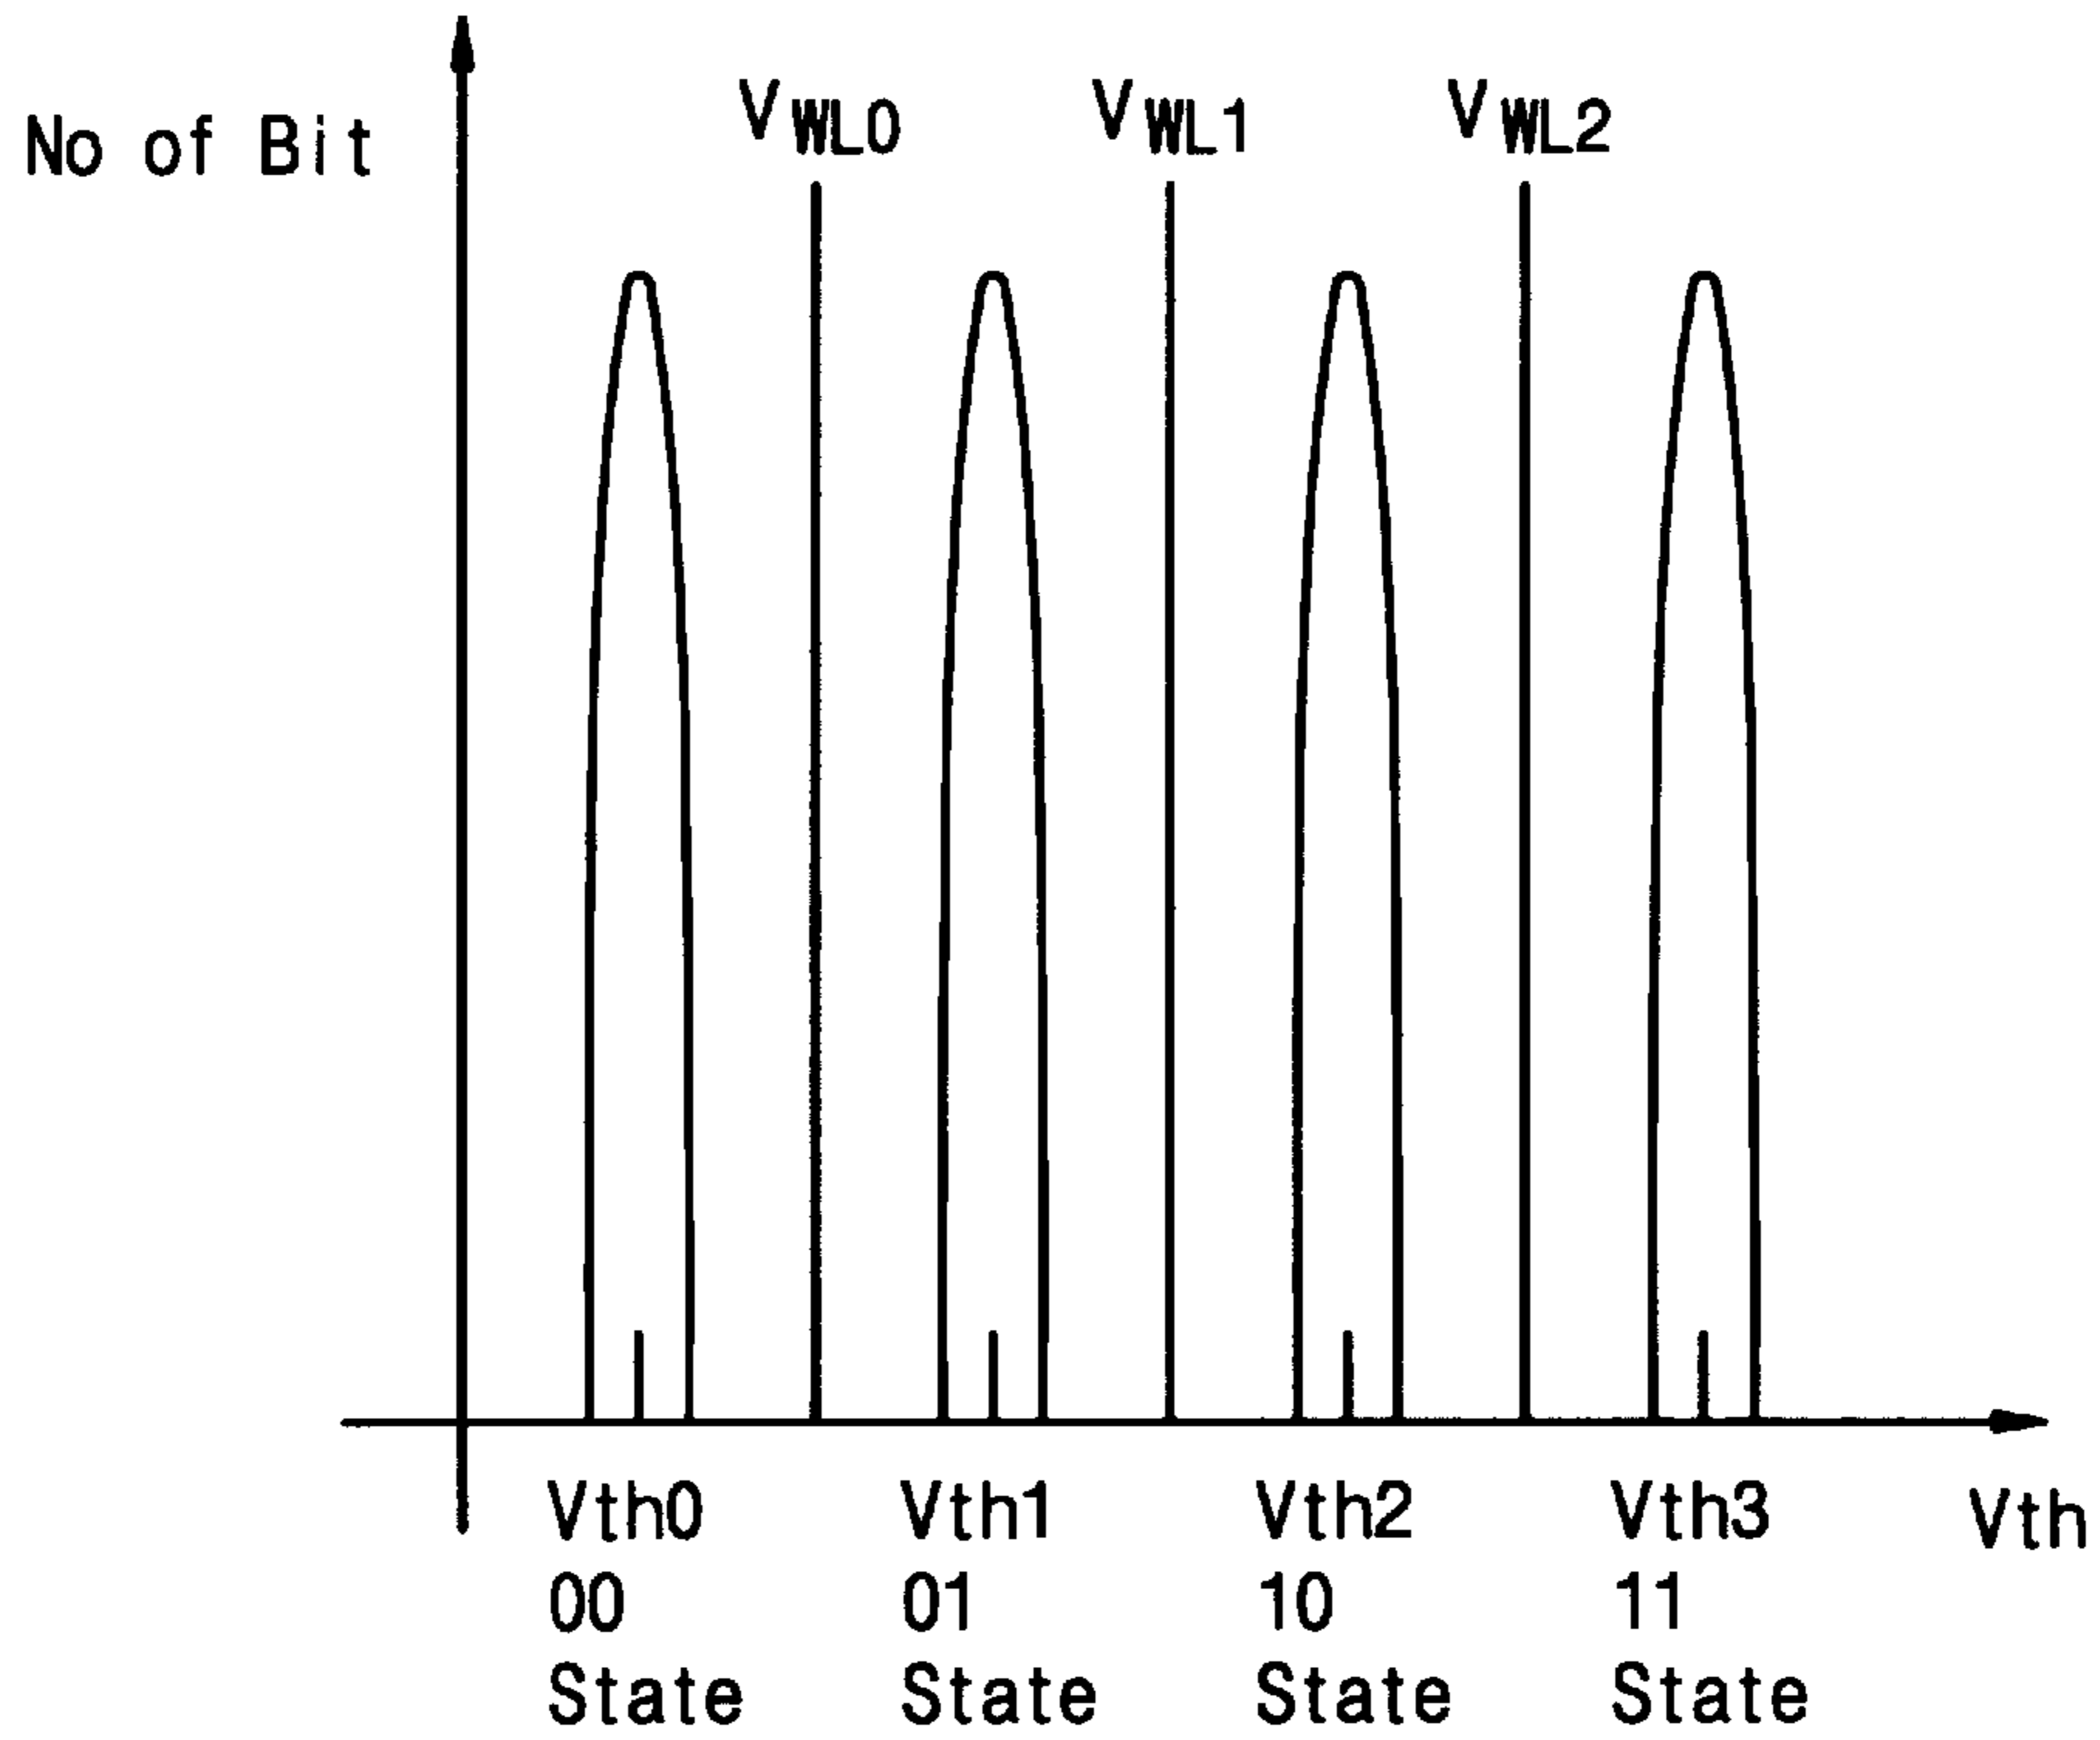 No of Bit
VWL0 VWL1 VWL2
Vth0 Vth1 Vth2 Vth3 Vth
00 01 10 11
State State State State